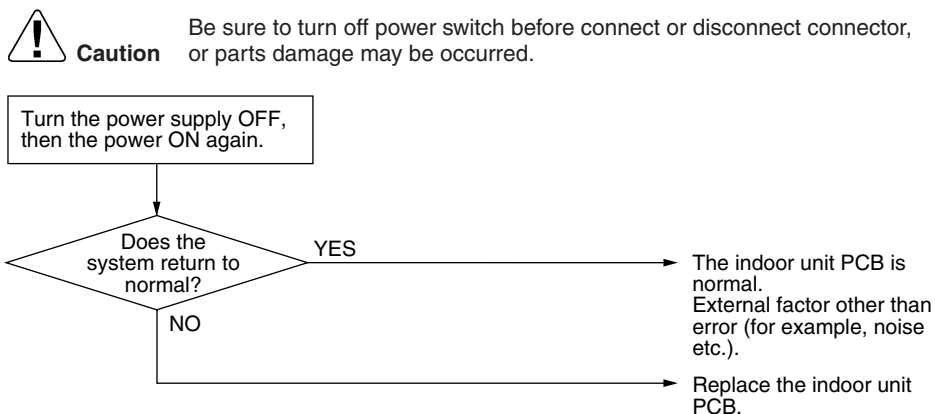 Be sure to turn off power switch before connect or disconnect connector,
Caution or parts damage may be occurred.
Turn the power supply OFF,
then the power ON again.
Does the
system return to
normal?
YES
The indoor unit PCB is
normal.
External factor other than
error (for example, noise
etc.).
NO
Replace the indoor unit
PCB.